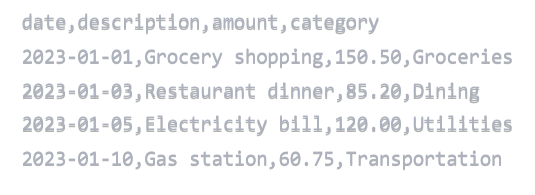 date,description,amount,category
2023-01-01,Grocery shopping,150.50,Groceries
2023-01-03,Restaurant dinner,85.20,Dining
2023-01-05,Electricity bill,120.00,Utilities
2023-01-10,Gas station,60.75,Transportation